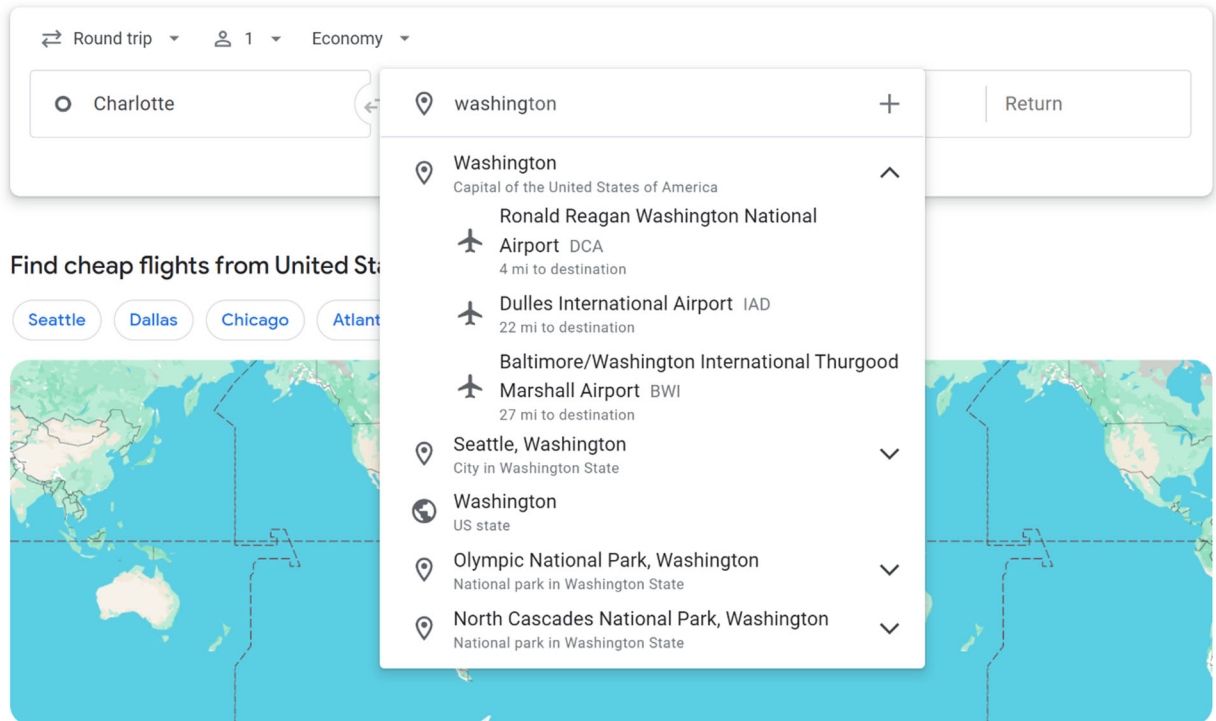 Round trip 1 Economy
Charlotte washington Return
Washington
Capital of the United States of America
Ronald Reagan Washington National
Airport DCA
4 mi to destination
Dulles International Airport IAD
22 mi to destination
Baltimore/Washington International Thurgood
Marshall Airport BWI
27 mi to destination
Seattle, Washington
City in Washington State
Washington
US state
Olympic National Park, Washington
National park in Washington State
North Cascades National Park, Washington
National park in Washington State
Find cheap flights from United Sta
Seattle Dallas Chicago Atlant